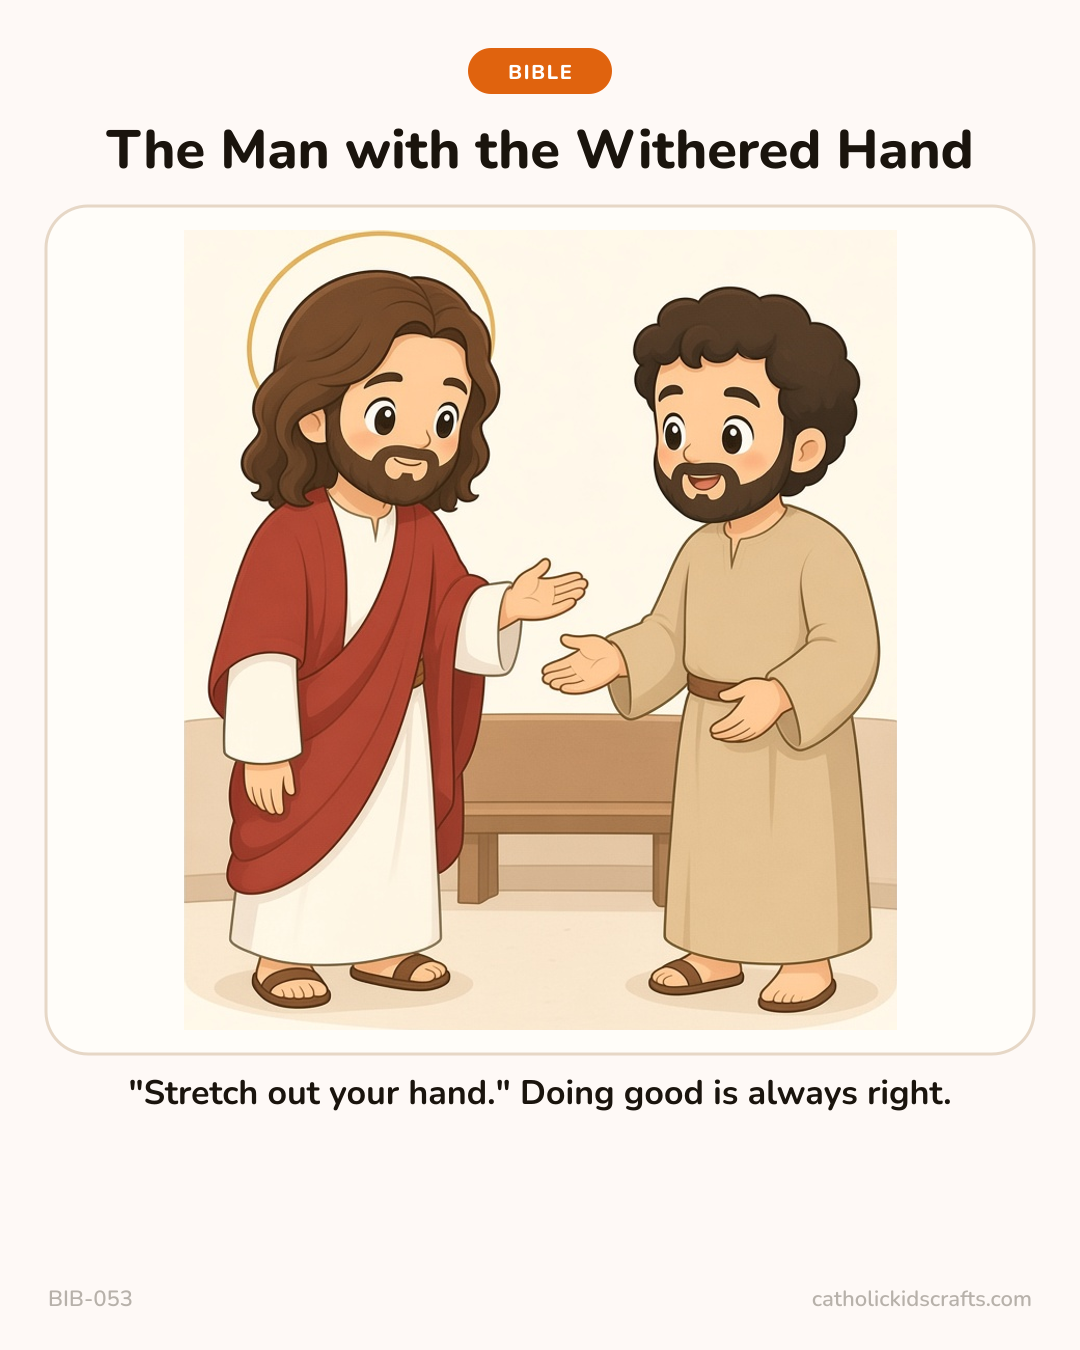 BIBLE
The Man with the Withered Hand
"Stretch out your hand." Doing good is always right.
BIB-053
catholickidscrafts.com